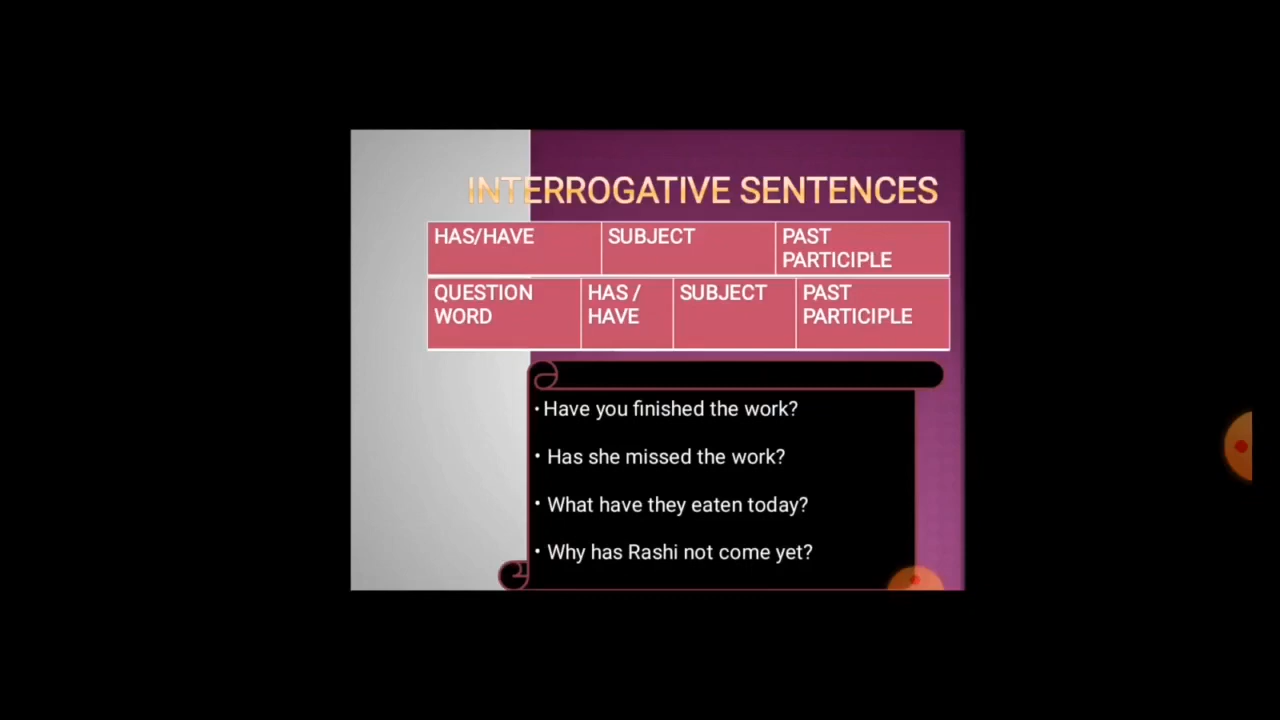 INTERROGATIVE SENTENCES
HAS/HAVE SUBJECT PAST
PARTICIPLE
QUESTION HAS / SUBJECT PAST
WORD HAVE PARTICIPLE
• Have you finished the work?
• Has she missed the work?
• What have they eaten today?
• Why has Rashi not come yet?